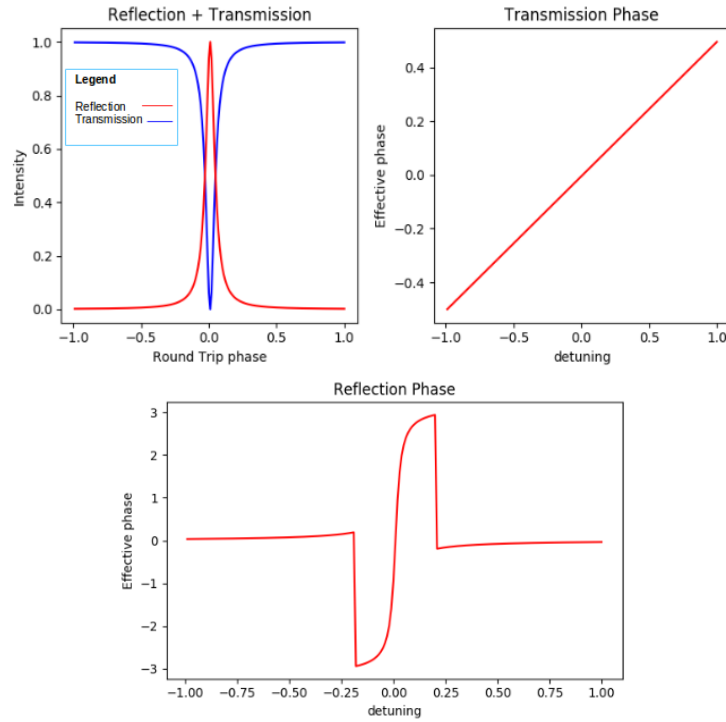 Reflection + Transmission
Legend
Reflection
Transmission
Intensity
1.0
0.8
0.6
0.4
0.2
0.0
−1.0 −0.5 0.0 0.5 1.0
Round Trip phase
Transmission Phase
Effective phase
0.4
0.2
0.0
−0.2
−0.4
−1.0 −0.5 0.0 0.5 1.0
detuning
Reflection Phase
Effective phase
3
2
1
0
−1
−2
−3
−1.00 −0.75 −0.50 −0.25 0.00 0.25 0.50 0.75 1.00
detuning